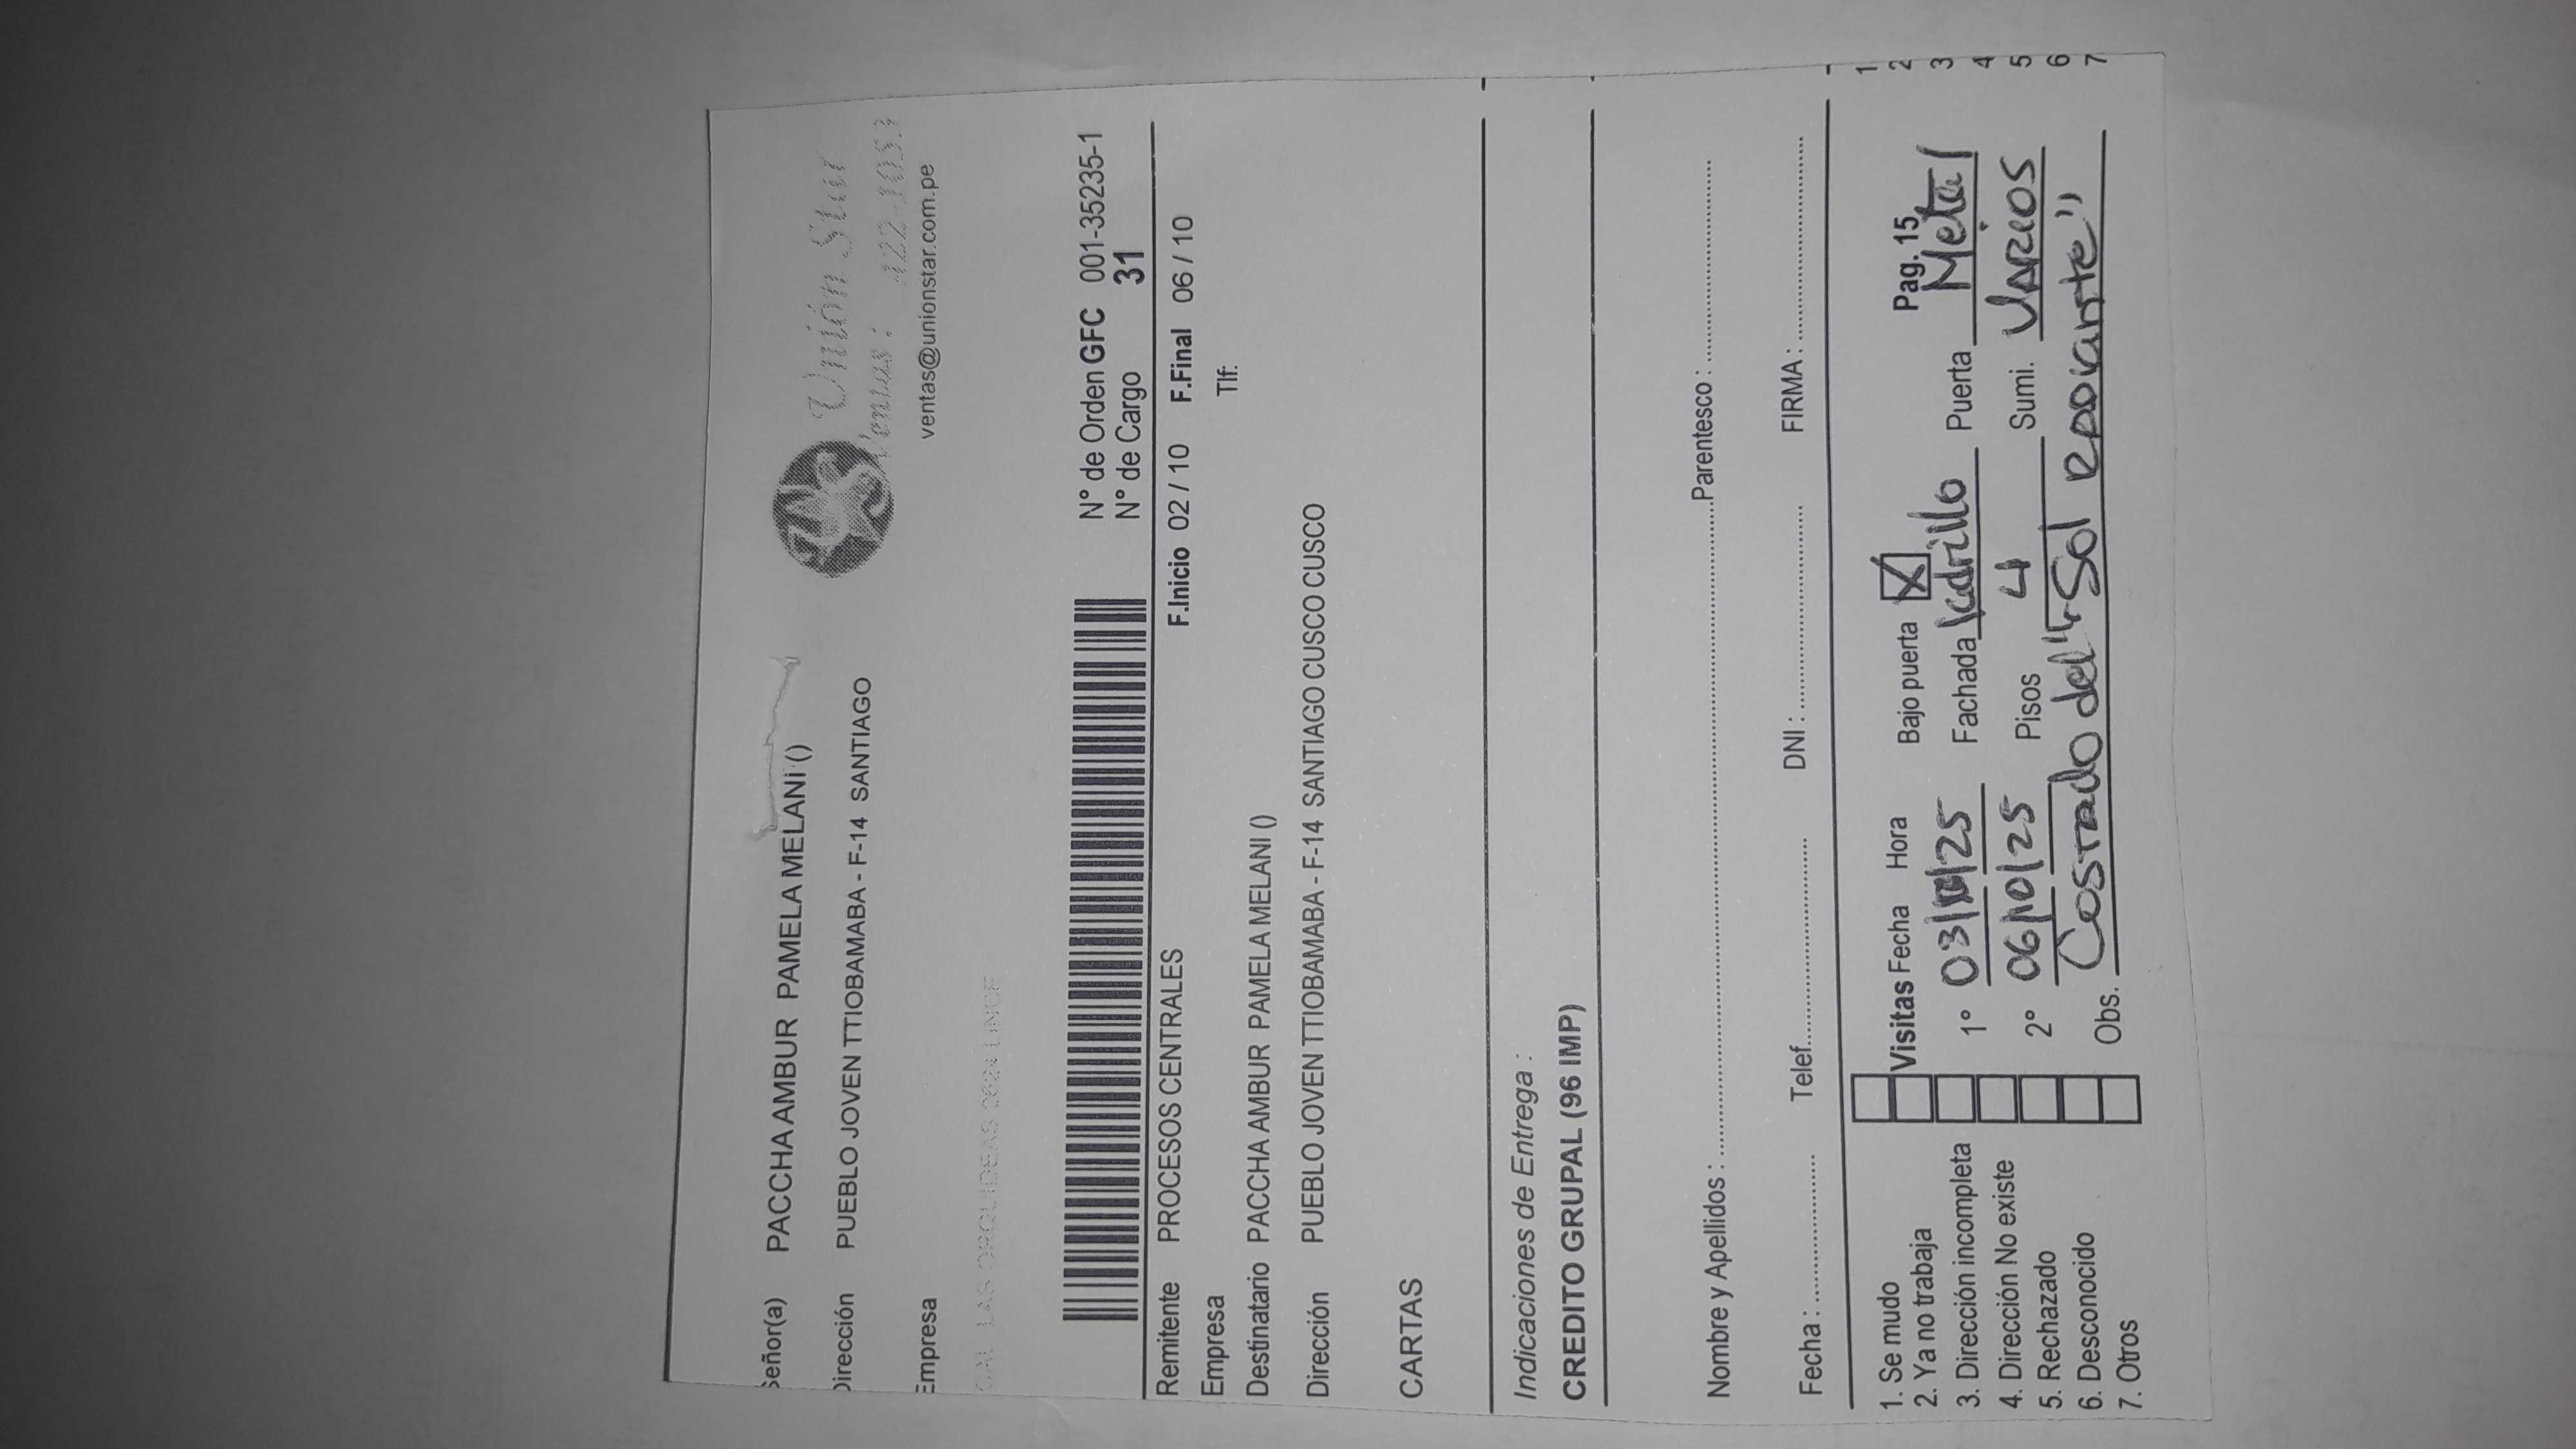 Señor(a) PACCHA AMBUR PAMELA MELANI ()
Unión Star
Dirección PUEBLO JOVEN TTIOBAMABA - F-14 SANTIAGO
Ventas : 422-1053
Empresa ventas@unionstar.com.pe
CAL LAS ORQUIDEAS LINCE
N° de Orden GFC 001-35235-1
N° de Cargo 31
Remitente PROCESOS CENTRALES F.Inicio 02 / 10 F.Final 06 / 10
Empresa Tlf.
Destinatario PACCHA AMBUR PAMELA MELANI ()
Dirección PUEBLO JOVEN TTIOBAMABA - F-14 SANTIAGO CUSCO CUSCO
CARTAS
Indicaciones de Entrega :
CREDITO GRUPAL (96 IMP)
Nombre y Apellidos : Parentesco :
Fecha : Telef. DNI : FIRMA :
1. Se mudo 1
2. Ya no trabaja Visitas Fecha Hora Bajo puerta X Pag. 15 2
3. Dirección incompleta 1° 03/10/25 Fachada ladrillo Puerta Metal 3
4. Dirección No existe 4
5. Rechazado 2° 06/10/25 Pisos 4 Sumi. VARIOS 5
6. Desconocido 6
7. Otros Obs. Costado del "Sol Radiante" 7